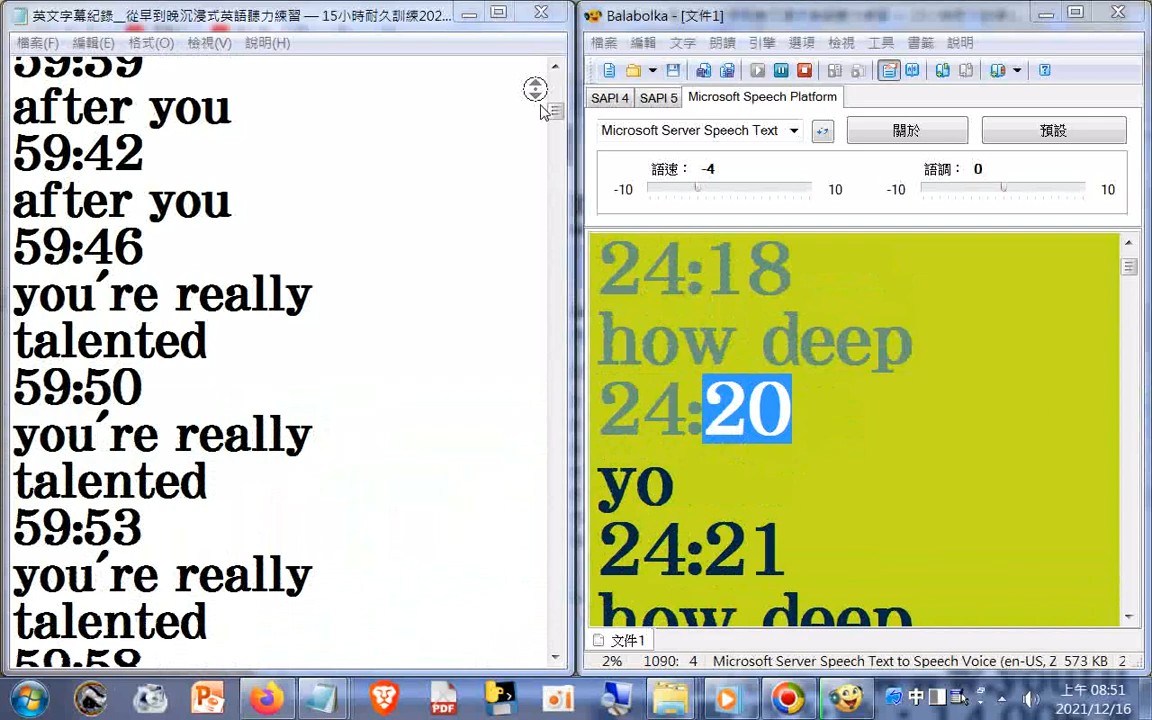 英文字幕紀錄__從早到晚沉浸式英語聽力練習 — 15小時耐久訓練202...
檔案(F) 編輯(E) 格式(O) 檢視(V) 說明(H)
59:39
after you
59:42
after you
59:46
you're really
talented
59:50
you're really
talented
59:53
you're really
talented
59:58
Balabolka - [文件1]
檔案 編輯 文字 朗讀 引擎 選項 檢視 工具 書籤 說明
SAPI 4 SAPI 5 Microsoft Speech Platform
Microsoft Server Speech Text 關於 預設
語速： -4 語調： 0
-10 10 -10 10
24:18
how deep
24:20
yo
24:21
how deep
文件1
2% 1090: 4 Microsoft Server Speech Text to Speech Voice (en-US, Z 573 KB 2
PDF
中
上午 08:51
2021/12/16